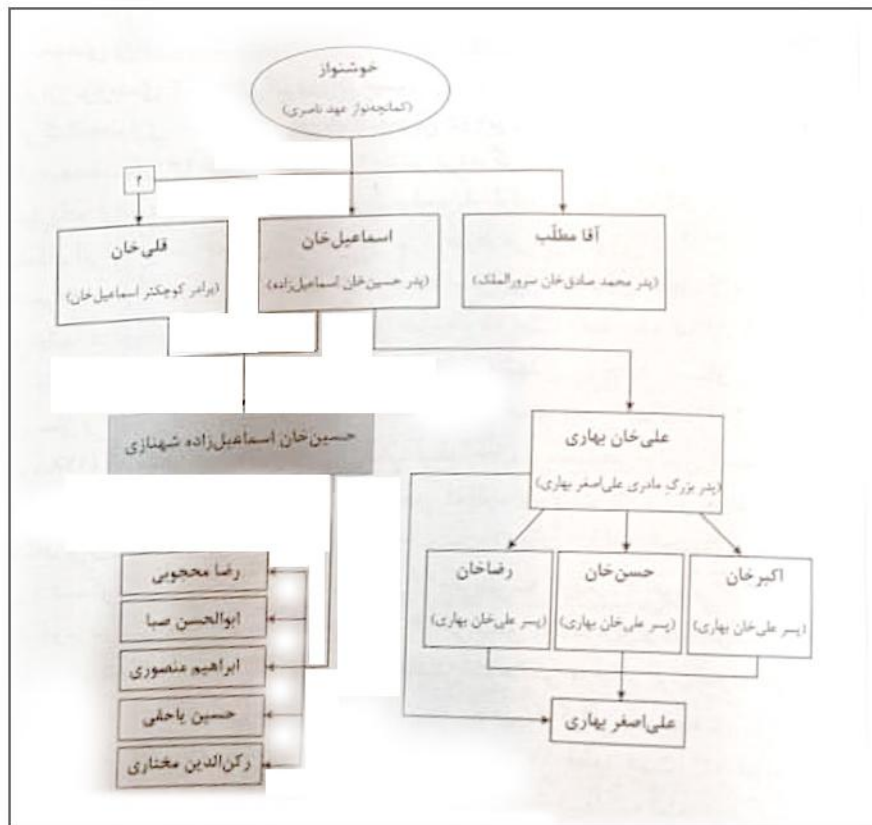 خوشنواز
(کمانچه‌نواز عهد ناصری)
؟
آقا مطلّب
(پدر محمد صادق‌خان سرورالملک)
اسماعیل‌خان
(پدر حسین‌خان اسماعیل‌زاده)
قلی‌خان
(برادر کوچکتر اسماعیل‌خان)
علی‌خان بهاری
(پدر بزرگ مادری علی‌اصغر بهاری)
حسین‌خان اسماعیل‌زاده شهنازی
اکبرخان
(پسر علی‌خان بهاری)
حسن‌خان
(پسر علی‌خان بهاری)
رضاخان
(پسر علی‌خان بهاری)
علی‌اصغر بهاری
رضا محجوبی
ابوالحسن صبا
ابراهیم منصوری
حسین یاحقی
رکن‌الدین مختاری